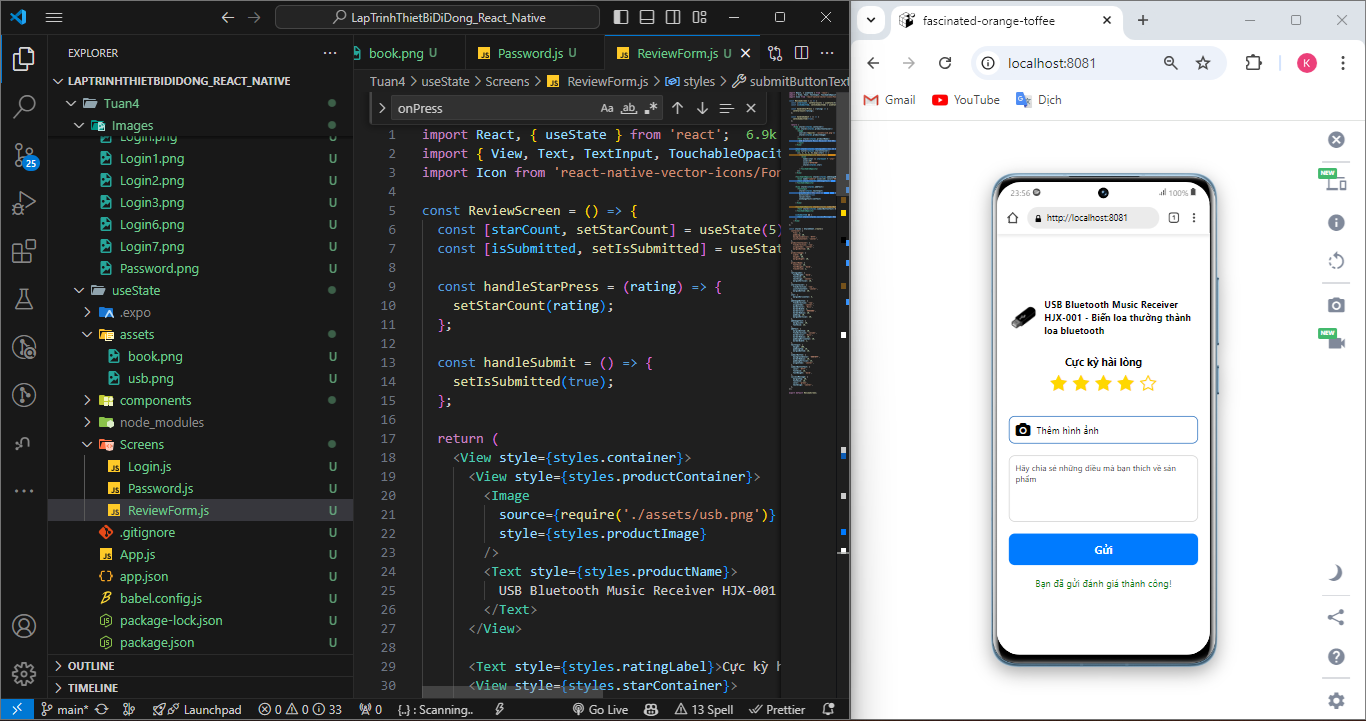 LapTrinhThietBiDiDong_React_Native
EXPLORER
LAPTRINHTHIETBIDIDONG_REACT_NATIVE
Tuan4
Images
Login.png U
Login1.png U
Login2.png U
Login3.png U
Login6.png U
Login7.png U
Password.png U
useState
.expo
assets
book.png U
usb.png U
components
node_modules
Screens
Login.js U
Password.js U
ReviewForm.js U
.gitignore U
App.js U
app.json U
babel.config.js U
package-lock.json U
package.json U
OUTLINE
TIMELINE
25
book.png U
Password.js U
ReviewForm.js U
Tuan4 > useState > Screens > ReviewForm.js > styles > submitButtonText
onPress
Aa ab
1 import React, { useState } from 'react'; 6.9k
2 import { View, Text, TextInput, TouchableOpacit
3 import Icon from 'react-native-vector-icons/Fon
4
5 const ReviewScreen = () => {
6 const [starCount, setStarCount] = useState(5)
7 const [isSubmitted, setIsSubmitted] = useStat
8
9 const handleStarPress = (rating) => {
10 setStarCount(rating);
11 };
12
13 const handleSubmit = () => {
14 setIsSubmitted(true);
15 };
16
17 return (
18 <View style={styles.container}>
19 <View style={styles.productContainer}>
20 <Image
21 source={require('./assets/usb.png')}
22 style={styles.productImage}
23 />
24 <Text style={styles.productName}>
25 USB Bluetooth Music Receiver HJX-001
26 </Text>
27 </View>
28
29 <Text style={styles.ratingLabel}>Cực kỳ h
30 <View style={styles.starContainer}>
main*
Launchpad
0 0 33
0
{..} : Scanning..
Go Live
13 Spell
Prettier
fascinated-orange-toffee
localhost:8081
K
Gmail
YouTube
Dịch
NEW
NEW
23:56
100%
http://localhost:8081
1
USB Bluetooth Music Receiver
HJX-001 - Biến loa thường thành
loa bluetooth
Cực kỳ hài lòng
Thêm hình ảnh
Hãy chia sẻ những điều mà bạn thích về sản
phẩm
Gửi
Bạn đã gửi đánh giá thành công!